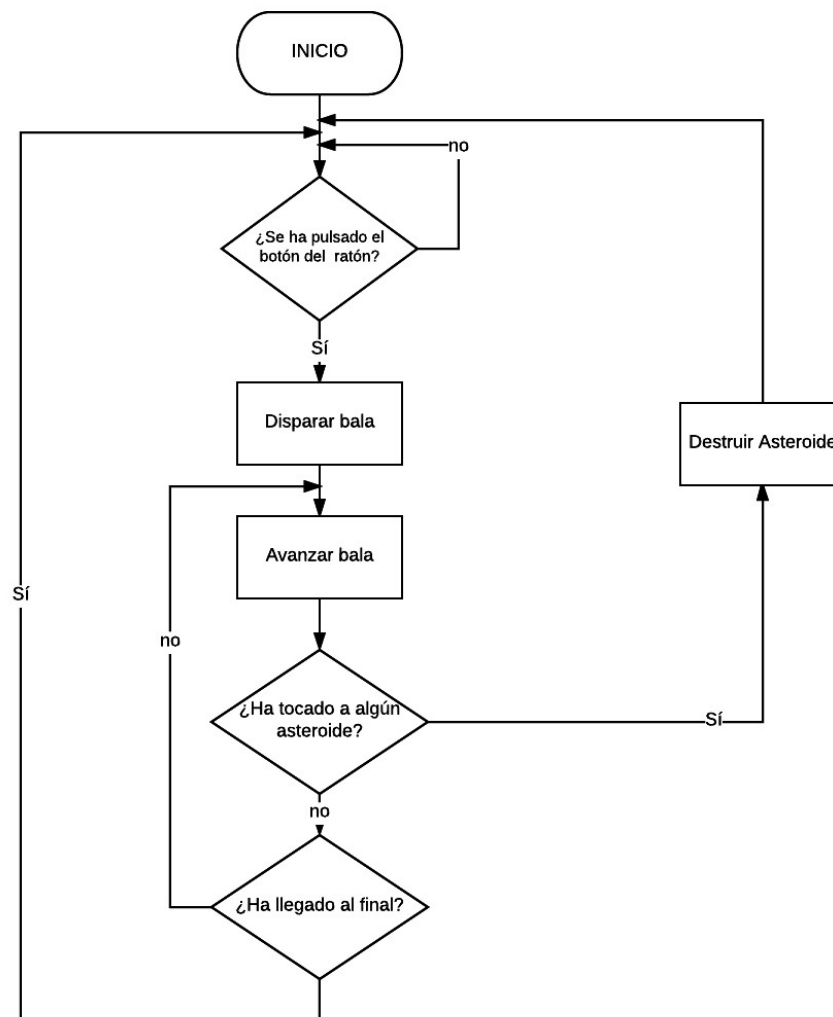 INICIO
no
¿Se ha pulsado el
botón del ratón?
Sí
Disparar bala
Destruir Asteroide
Avanzar bala
Sí
no
¿Ha tocado a algún
asteroide?
Sí
no
¿Ha llegado al final?